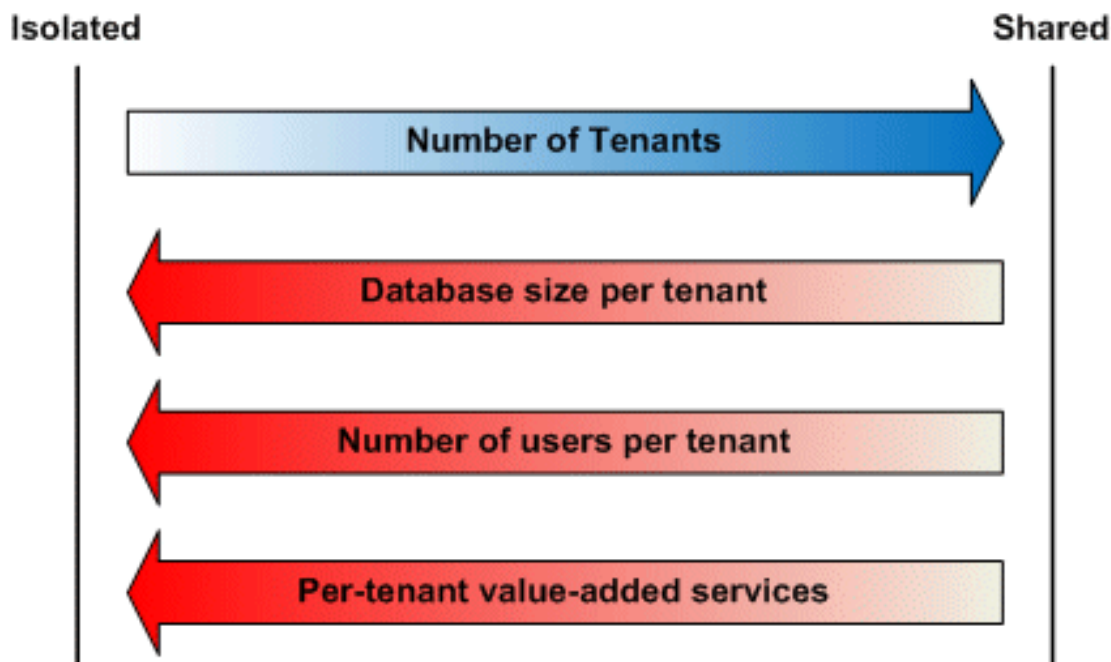 Isolated
Shared
Number of Tenants
Database size per tenant
Number of users per tenant
Per-tenant value-added services